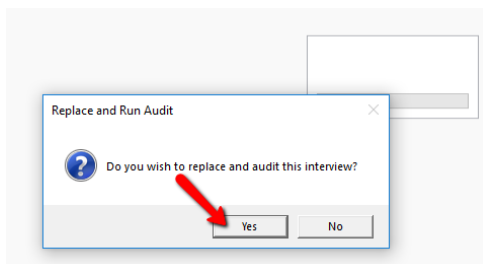 Replace and Run Audit
Do you wish to replace and audit this interview?
Yes
No